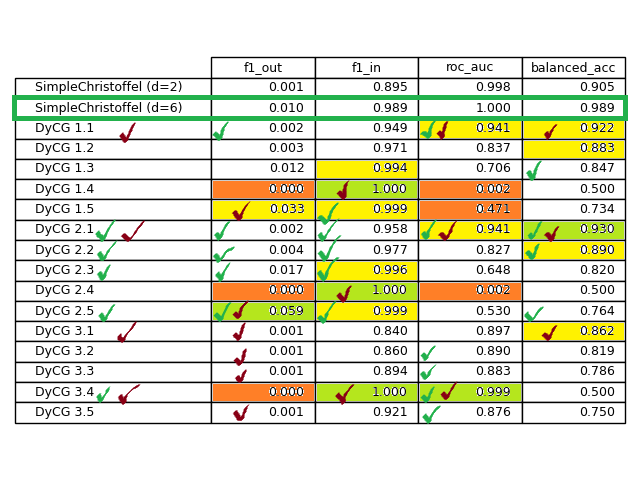 f1_out f1_in roc_auc balanced_acc
SimpleChristoffel (d=2) 0.001 0.895 0.998 0.905
SimpleChristoffel (d=6) 0.010 0.989 1.000 0.989
DyCG 1.1 0.002 0.949 0.941 0.922
DyCG 1.2 0.003 0.971 0.837 0.883
DyCG 1.3 0.012 0.994 0.706 0.847
DyCG 1.4 0.000 1.000 0.002 0.500
DyCG 1.5 0.033 0.999 0.471 0.734
DyCG 2.1 0.002 0.958 0.941 0.930
DyCG 2.2 0.004 0.977 0.827 0.890
DyCG 2.3 0.017 0.996 0.648 0.820
DyCG 2.4 0.000 1.000 0.002 0.500
DyCG 2.5 0.059 0.999 0.530 0.764
DyCG 3.1 0.001 0.840 0.897 0.862
DyCG 3.2 0.001 0.860 0.890 0.819
DyCG 3.3 0.001 0.894 0.883 0.786
DyCG 3.4 0.000 1.000 0.999 0.500
DyCG 3.5 0.001 0.921 0.876 0.750